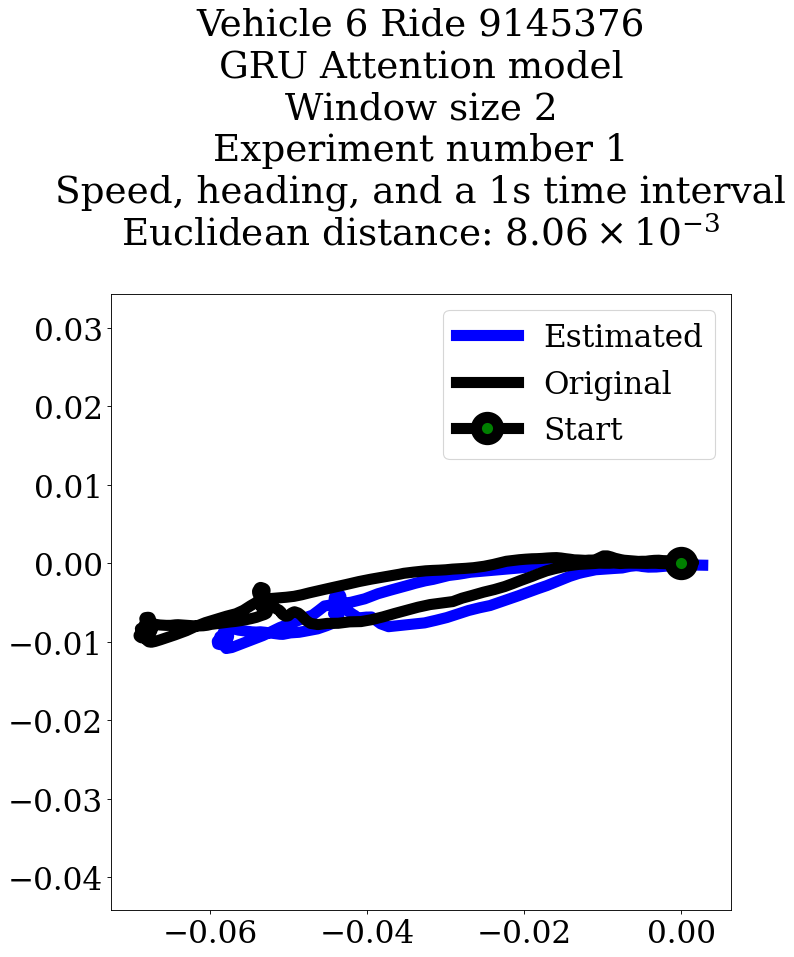 Vehicle 6 Ride 9145376
GRU Attention model
Window size 2
Experiment number 1
Speed, heading, and a 1s time interval
Euclidean distance: 8.06 × 10⁻³
Estimated
Original
Start
0.03
0.02
0.01
0.00
−0.01
−0.02
−0.03
−0.04
−0.06 −0.04 −0.02 0.00